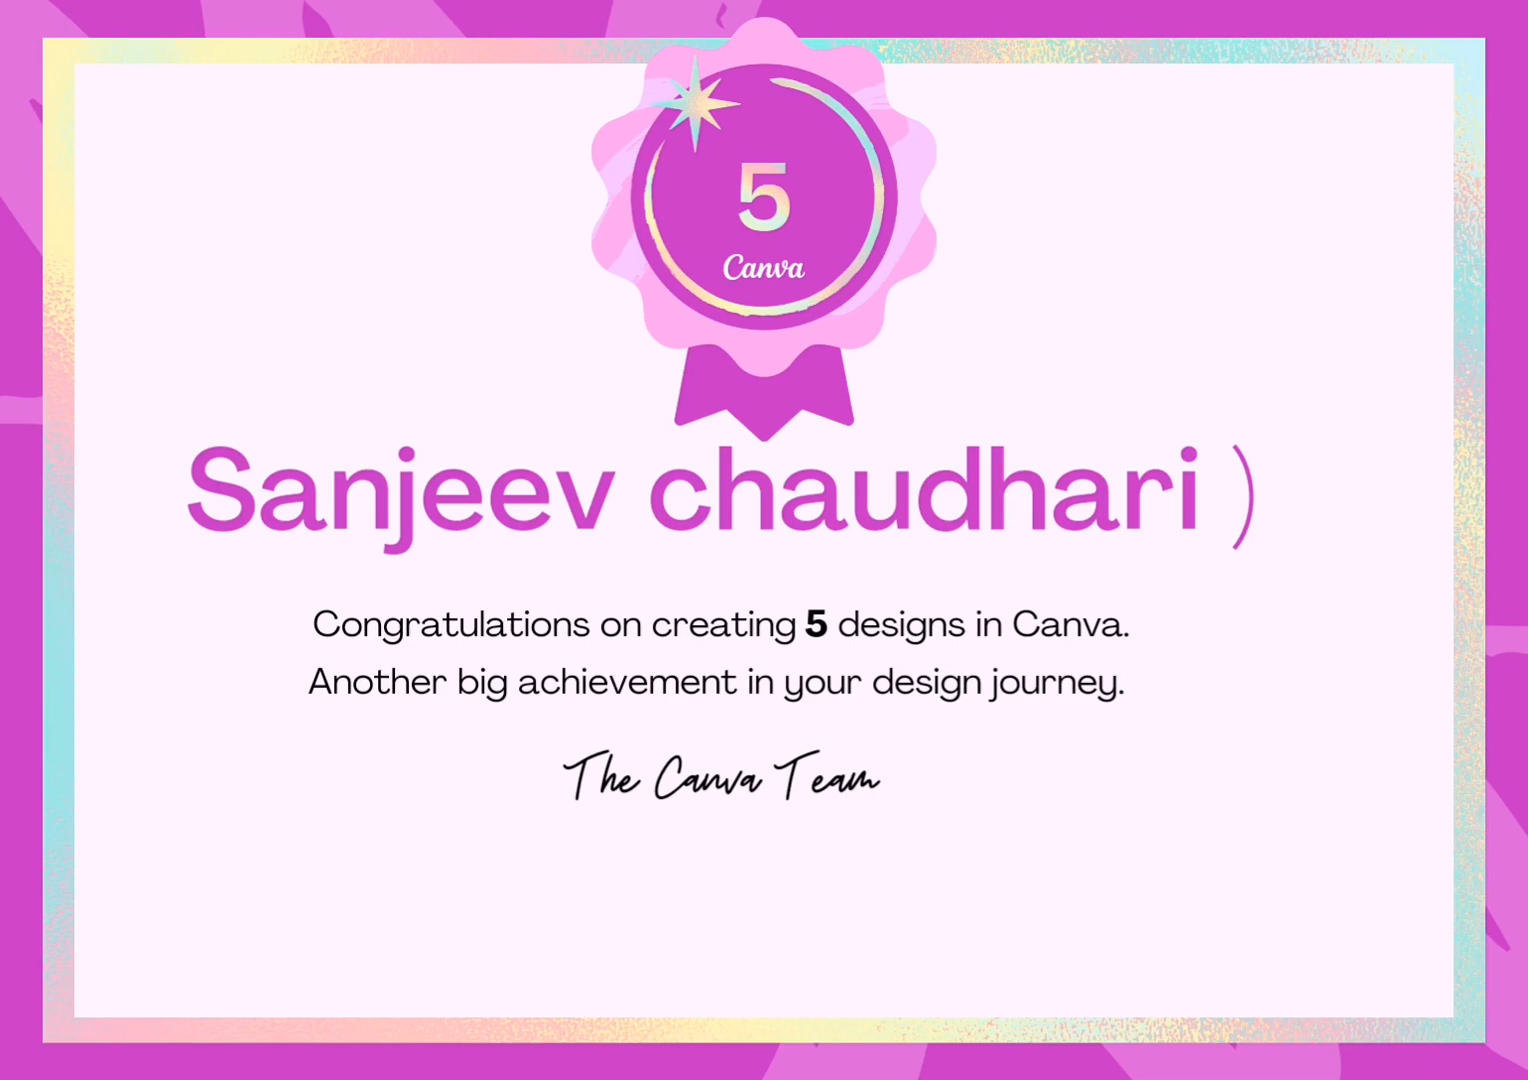 5
Canva
Sanjeev chaudhari )
Congratulations on creating 5 designs in Canva.
Another big achievement in your design journey.
The Canva Team